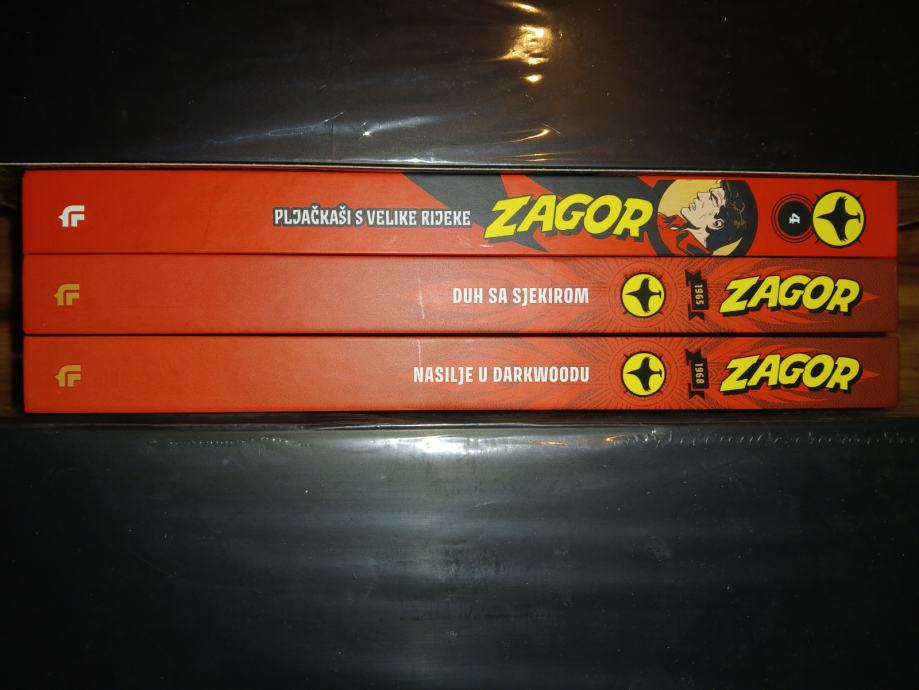 PLJAČKAŠI S VELIKE RIJEKE ZAGOR 4
DUH SA SJEKIROM 1965 ZAGOR
NASILJE U DARKWOODU 1968 ZAGOR